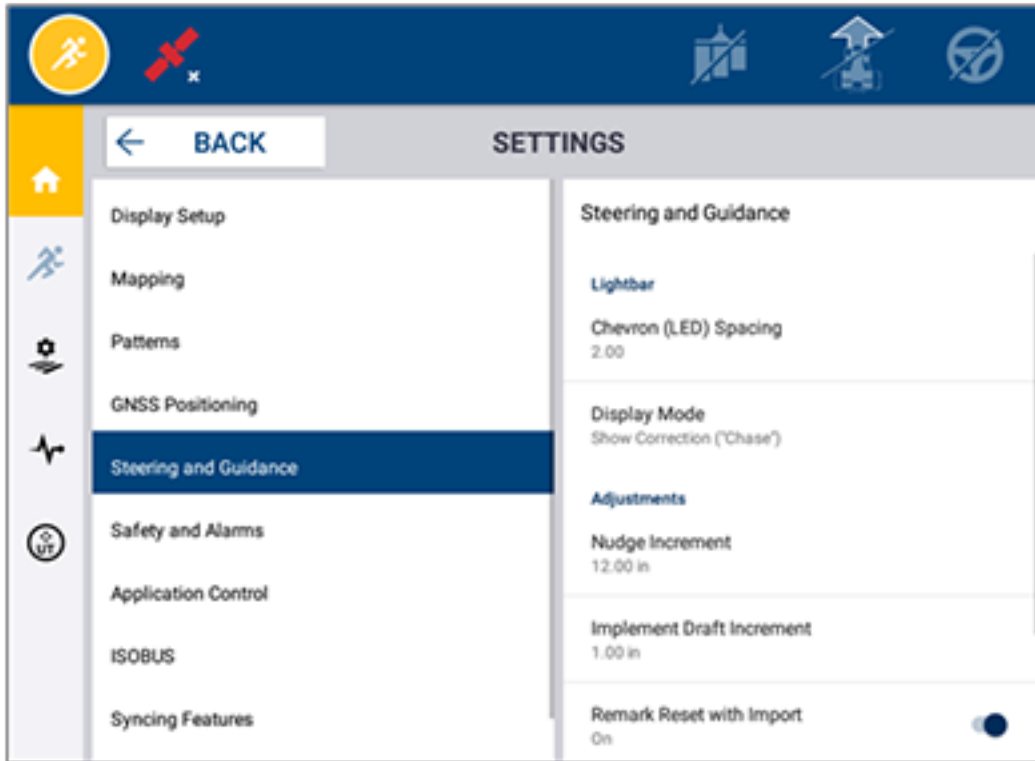 BACK
SETTINGS
Display Setup
Mapping
Patterns
GNSS Positioning
Steering and Guidance
Safety and Alarms
Application Control
ISOBUS
Syncing Features
UT
Steering and Guidance
Lightbar
Chevron (LED) Spacing
2.00
Display Mode
Show Correction ("Chase")
Adjustments
Nudge Increment
12.00 in
Implement Draft Increment
1.00 in
Remark Reset with Import
On